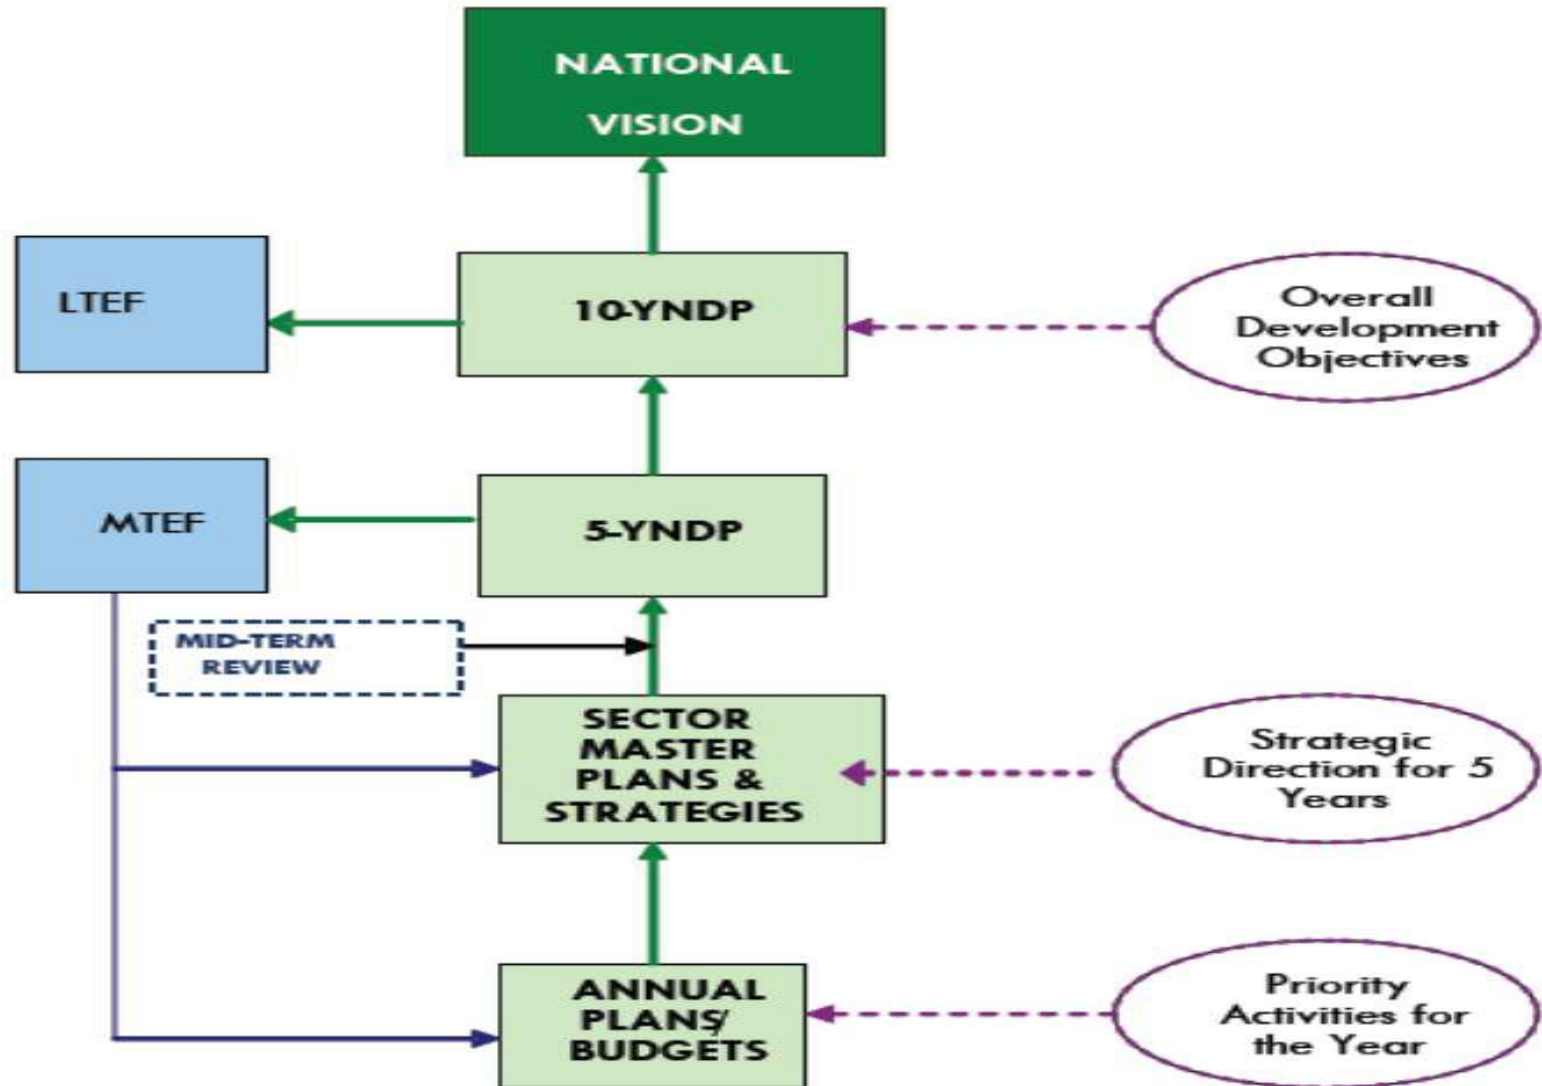 NATIONAL
VISION
LTEF
10-YNDP
Overall
Development
Objectives
MTEF
5-YNDP
MID-TERM
REVIEW
SECTOR
MASTER
PLANS &
STRATEGIES
Strategic
Direction for 5
Years
ANNUAL
PLANS/
BUDGETS
Priority
Activities for
the Year